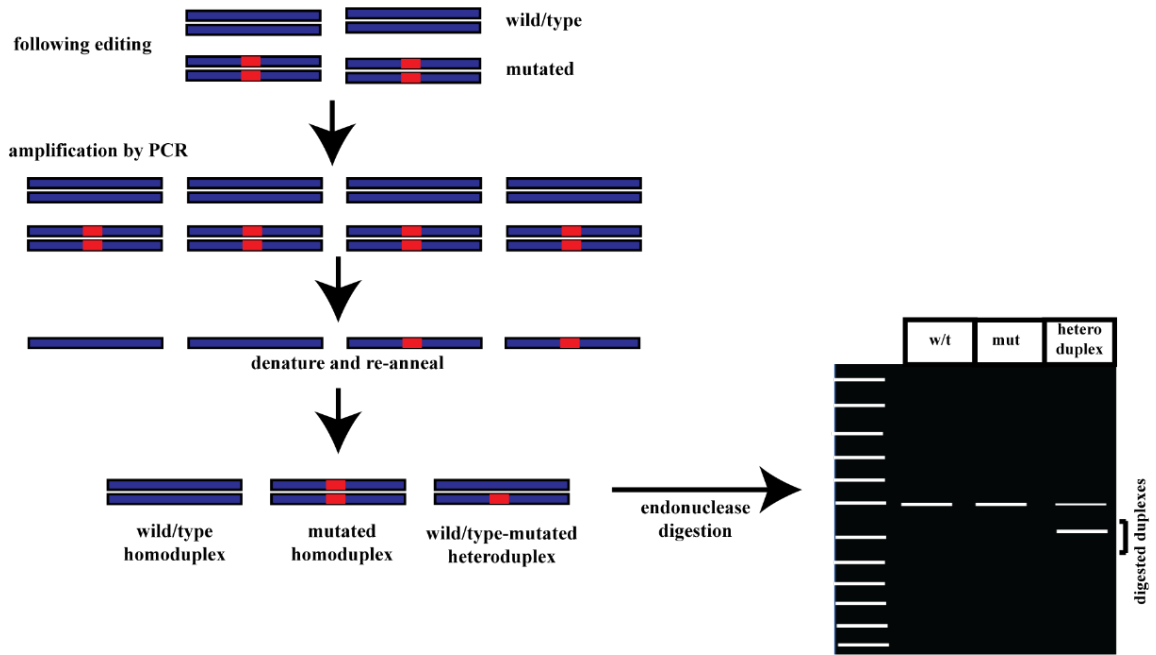 following editing
wild/type
mutated
amplification by PCR
denature and re-anneal
wild/type
homoduplex
mutated
homoduplex
wild/type-mutated
heteroduplex
endonuclease
digestion
w/t
mut
hetero
duplex
digested duplexes